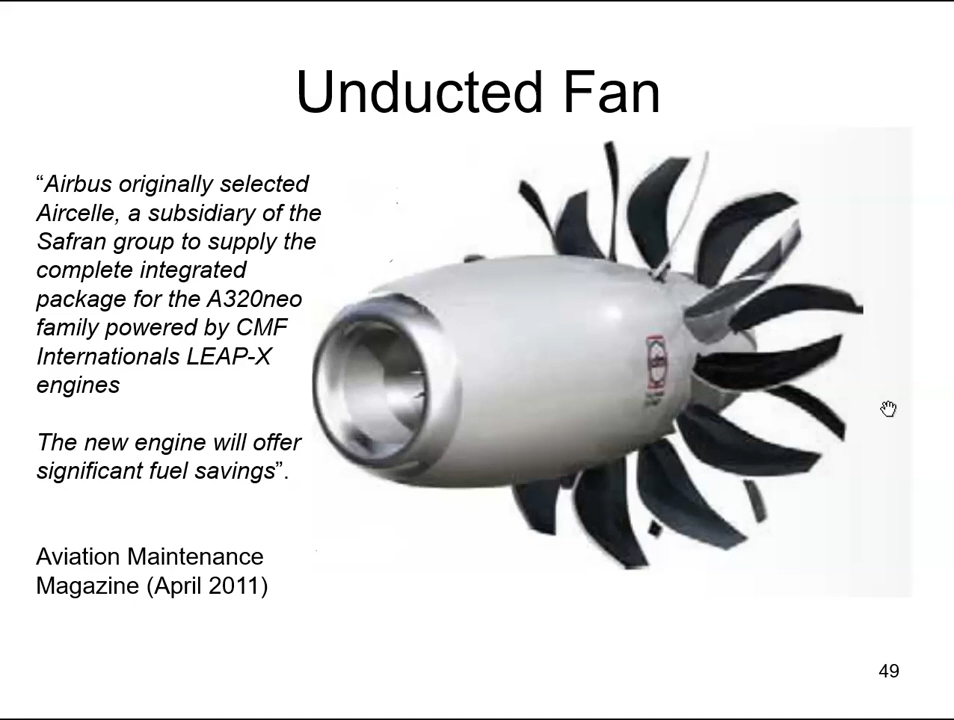 Unducted Fan
“Airbus originally selected
Aircelle, a subsidiary of the
Safran group to supply the
complete integrated
package for the A320neo
family powered by CMF
Internationals LEAP-X
engines
The new engine will offer
significant fuel savings”.
Aviation Maintenance
Magazine (April 2011)
49